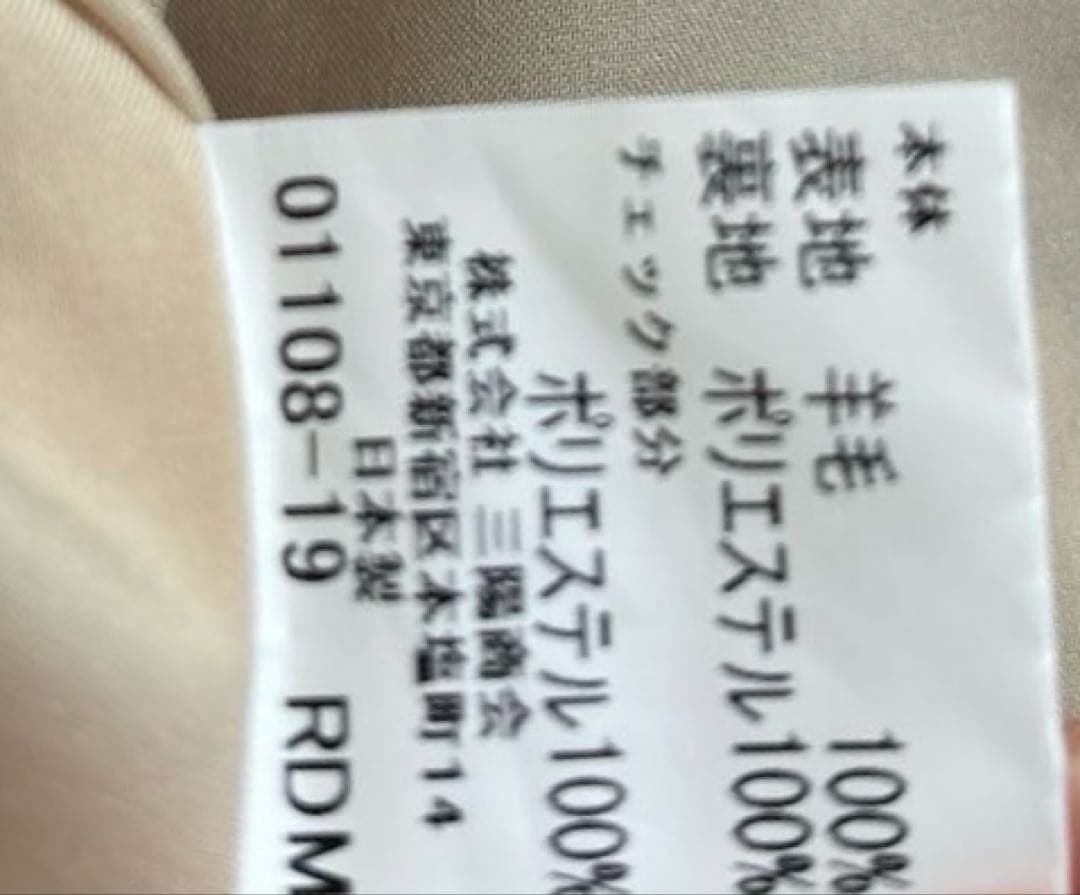 本体
表地 羊毛 100%
裏地 ポリエステル100%
チェック部分
ポリエステル100%
株式会社 三陽商会
東京都新宿区本塩町14
日本製
01108-19 RDM